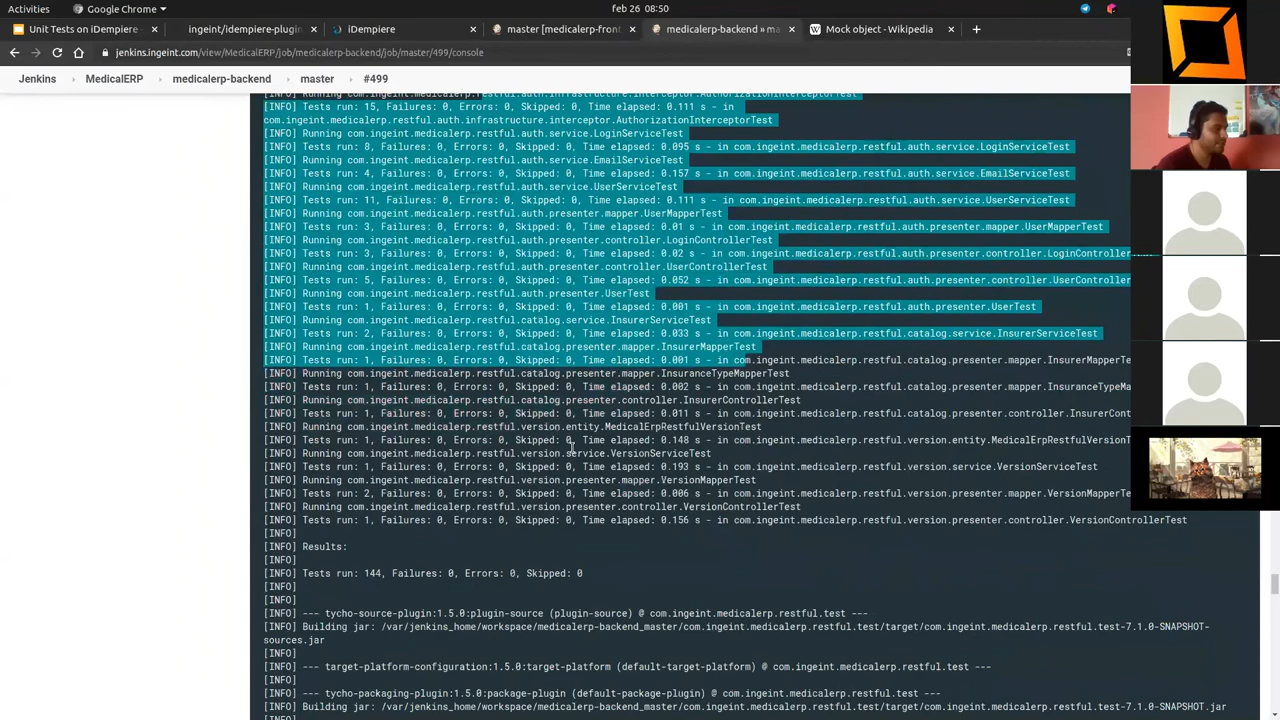 Activities
Google Chrome
feb 26 08:50
Unit Tests on iDempiere
ingeint/idempiere-plugin
iDempiere
master [medicalerp-front
medicalerp-backend » ma
Mock object - Wikipedia
jenkins.ingeint.com/view/MedicalERP/job/medicalerp-backend/job/master/499/console
Jenkins
MedicalERP
medicalerp-backend
master
#499
[INFO] Running com.ingeint.medicalerp.restful.auth.infrastructure.interceptor.AuthorizationInterceptorTest
[INFO] Tests run: 15, Failures: 0, Errors: 0, Skipped: 0, Time elapsed: 0.111 s - in
com.ingeint.medicalerp.restful.auth.infrastructure.interceptor.AuthorizationInterceptorTest
[INFO] Running com.ingeint.medicalerp.restful.auth.service.LoginServiceTest
[INFO] Tests run: 8, Failures: 0, Errors: 0, Skipped: 0, Time elapsed: 0.095 s - in com.ingeint.medicalerp.restful.auth.service.LoginServiceTest
[INFO] Running com.ingeint.medicalerp.restful.auth.service.EmailServiceTest
[INFO] Tests run: 4, Failures: 0, Errors: 0, Skipped: 0, Time elapsed: 0.157 s - in com.ingeint.medicalerp.restful.auth.service.EmailServiceTest
[INFO] Running com.ingeint.medicalerp.restful.auth.service.UserServiceTest
[INFO] Tests run: 11, Failures: 0, Errors: 0, Skipped: 0, Time elapsed: 0.111 s - in com.ingeint.medicalerp.restful.auth.service.UserServiceTest
[INFO] Running com.ingeint.medicalerp.restful.auth.presenter.mapper.UserMapperTest
[INFO] Tests run: 3, Failures: 0, Errors: 0, Skipped: 0, Time elapsed: 0.01 s - in com.ingeint.medicalerp.restful.auth.presenter.mapper.UserMapperTest
[INFO] Running com.ingeint.medicalerp.restful.auth.presenter.controller.LoginControllerTest
[INFO] Tests run: 3, Failures: 0, Errors: 0, Skipped: 0, Time elapsed: 0.02 s - in com.ingeint.medicalerp.restful.auth.presenter.controller.LoginController
[INFO] Running com.ingeint.medicalerp.restful.auth.presenter.controller.UserControllerTest
[INFO] Tests run: 5, Failures: 0, Errors: 0, Skipped: 0, Time elapsed: 0.052 s - in com.ingeint.medicalerp.restful.auth.presenter.controller.UserController
[INFO] Running com.ingeint.medicalerp.restful.auth.presenter.UserTest
[INFO] Tests run: 1, Failures: 0, Errors: 0, Skipped: 0, Time elapsed: 0.001 s - in com.ingeint.medicalerp.restful.auth.presenter.UserTest
[INFO] Running com.ingeint.medicalerp.restful.catalog.service.InsurerServiceTest
[INFO] Tests run: 2, Failures: 0, Errors: 0, Skipped: 0, Time elapsed: 0.033 s - in com.ingeint.medicalerp.restful.catalog.service.InsurerServiceTest
[INFO] Running com.ingeint.medicalerp.restful.catalog.presenter.mapper.InsurerMapperTest
[INFO] Tests run: 1, Failures: 0, Errors: 0, Skipped: 0, Time elapsed: 0.001 s - in com.ingeint.medicalerp.restful.catalog.presenter.mapper.InsurerMapperTe
[INFO] Running com.ingeint.medicalerp.restful.catalog.presenter.mapper.InsuranceTypeMapperTest
[INFO] Tests run: 1, Failures: 0, Errors: 0, Skipped: 0, Time elapsed: 0.002 s - in com.ingeint.medicalerp.restful.catalog.presenter.mapper.InsuranceTypeMa
[INFO] Running com.ingeint.medicalerp.restful.catalog.presenter.controller.InsurerControllerTest
[INFO] Tests run: 1, Failures: 0, Errors: 0, Skipped: 0, Time elapsed: 0.011 s - in com.ingeint.medicalerp.restful.catalog.presenter.controller.InsurerCont
[INFO] Running com.ingeint.medicalerp.restful.version.entity.MedicalErpRestfulVersionTest
[INFO] Tests run: 1, Failures: 0, Errors: 0, Skipped: 0, Time elapsed: 0.148 s - in com.ingeint.medicalerp.restful.version.entity.MedicalErpRestfulVersionT
[INFO] Running com.ingeint.medicalerp.restful.version.service.VersionServiceTest
[INFO] Tests run: 1, Failures: 0, Errors: 0, Skipped: 0, Time elapsed: 0.193 s - in com.ingeint.medicalerp.restful.version.service.VersionServiceTest
[INFO] Running com.ingeint.medicalerp.restful.version.presenter.mapper.VersionMapperTest
[INFO] Tests run: 2, Failures: 0, Errors: 0, Skipped: 0, Time elapsed: 0.006 s - in com.ingeint.medicalerp.restful.version.presenter.mapper.VersionMapperTe
[INFO] Running com.ingeint.medicalerp.restful.version.presenter.controller.VersionControllerTest
[INFO] Tests run: 1, Failures: 0, Errors: 0, Skipped: 0, Time elapsed: 0.156 s - in com.ingeint.medicalerp.restful.version.presenter.controller.VersionControllerTest
[INFO]
[INFO] Results:
[INFO]
[INFO] Tests run: 144, Failures: 0, Errors: 0, Skipped: 0
[INFO]
[INFO]
[INFO] --- tycho-source-plugin:1.5.0:plugin-source (plugin-source) @ com.ingeint.medicalerp.restful.test ---
[INFO] Building jar: /var/jenkins_home/workspace/medicalerp-backend_master/com.ingeint.medicalerp.restful.test/target/com.ingeint.medicalerp.restful.test-7.1.0-SNAPSHOT-
sources.jar
[INFO]
[INFO] --- target-platform-configuration:1.5.0:target-platform (default-target-platform) @ com.ingeint.medicalerp.restful.test ---
[INFO]
[INFO] --- tycho-packaging-plugin:1.5.0:package-plugin (default-package-plugin) @ com.ingeint.medicalerp.restful.test ---
[INFO] Building jar: /var/jenkins_home/workspace/medicalerp-backend_master/com.ingeint.medicalerp.restful.test/target/com.ingeint.medicalerp.restful.test-7.1.0-SNAPSHOT.jar